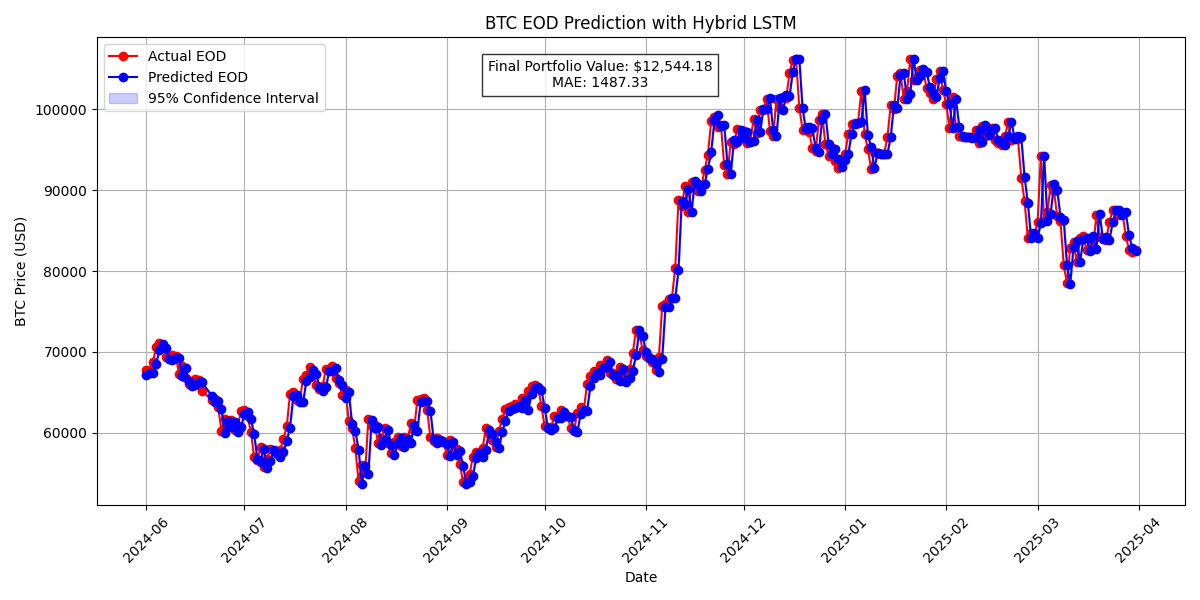 BTC EOD Prediction with Hybrid LSTM
Actual EOD
Predicted EOD
95% Confidence Interval
Final Portfolio Value: $12,544.18
MAE: 1487.33
BTC Price (USD)
100000
90000
80000
70000
60000
2024-06
2024-07
2024-08
2024-09
2024-10
2024-11
2024-12
2025-01
2025-02
2025-03
2025-04
Date